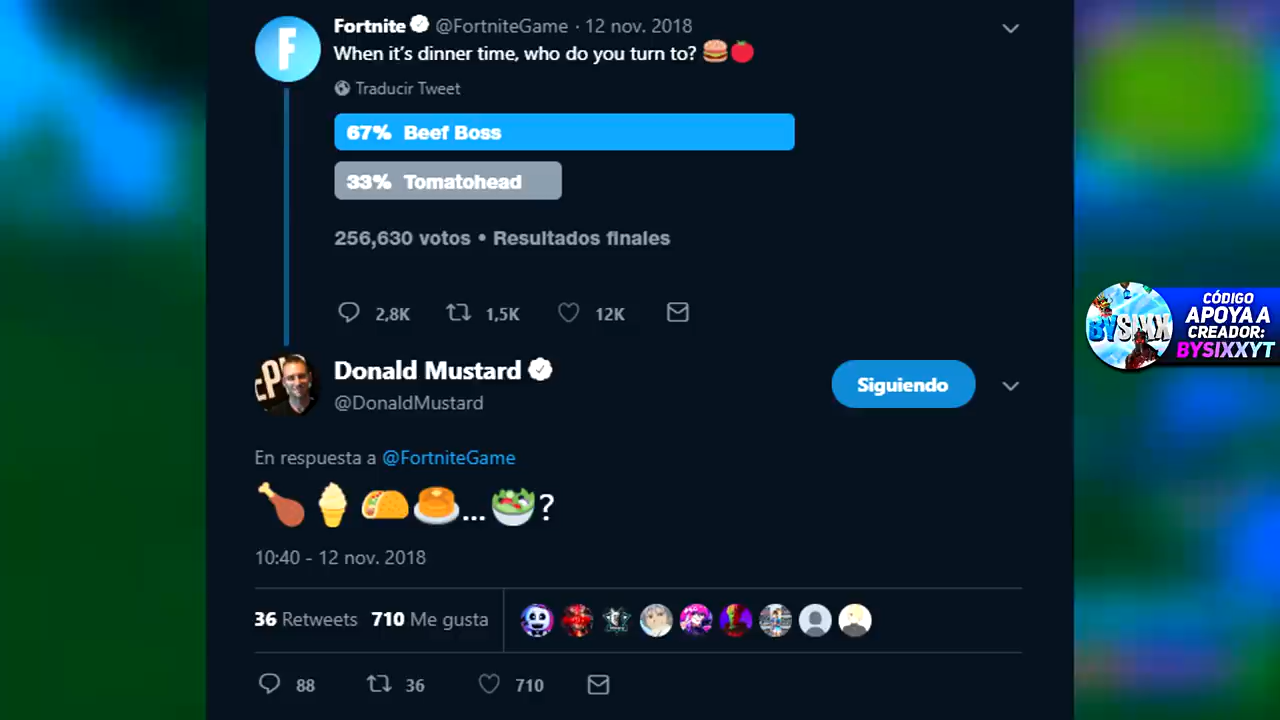 Fortnite @FortniteGame · 12 nov. 2018
When it's dinner time, who do you turn to? 🍔🍅
Traducir Tweet
67% Beef Boss
33% Tomatohead
256,630 votos • Resultados finales
2,8K 1,5K 12K
Donald Mustard
@DonaldMustard
Siguiendo
En respuesta a @FortniteGame
🍗🍦🌮🥞...🥗?
10:40 - 12 nov. 2018
36 Retweets 710 Me gusta
88 36 710
BYSIXX
CÓDIGO
APOYA A
CREADOR:
BYSIXXYT